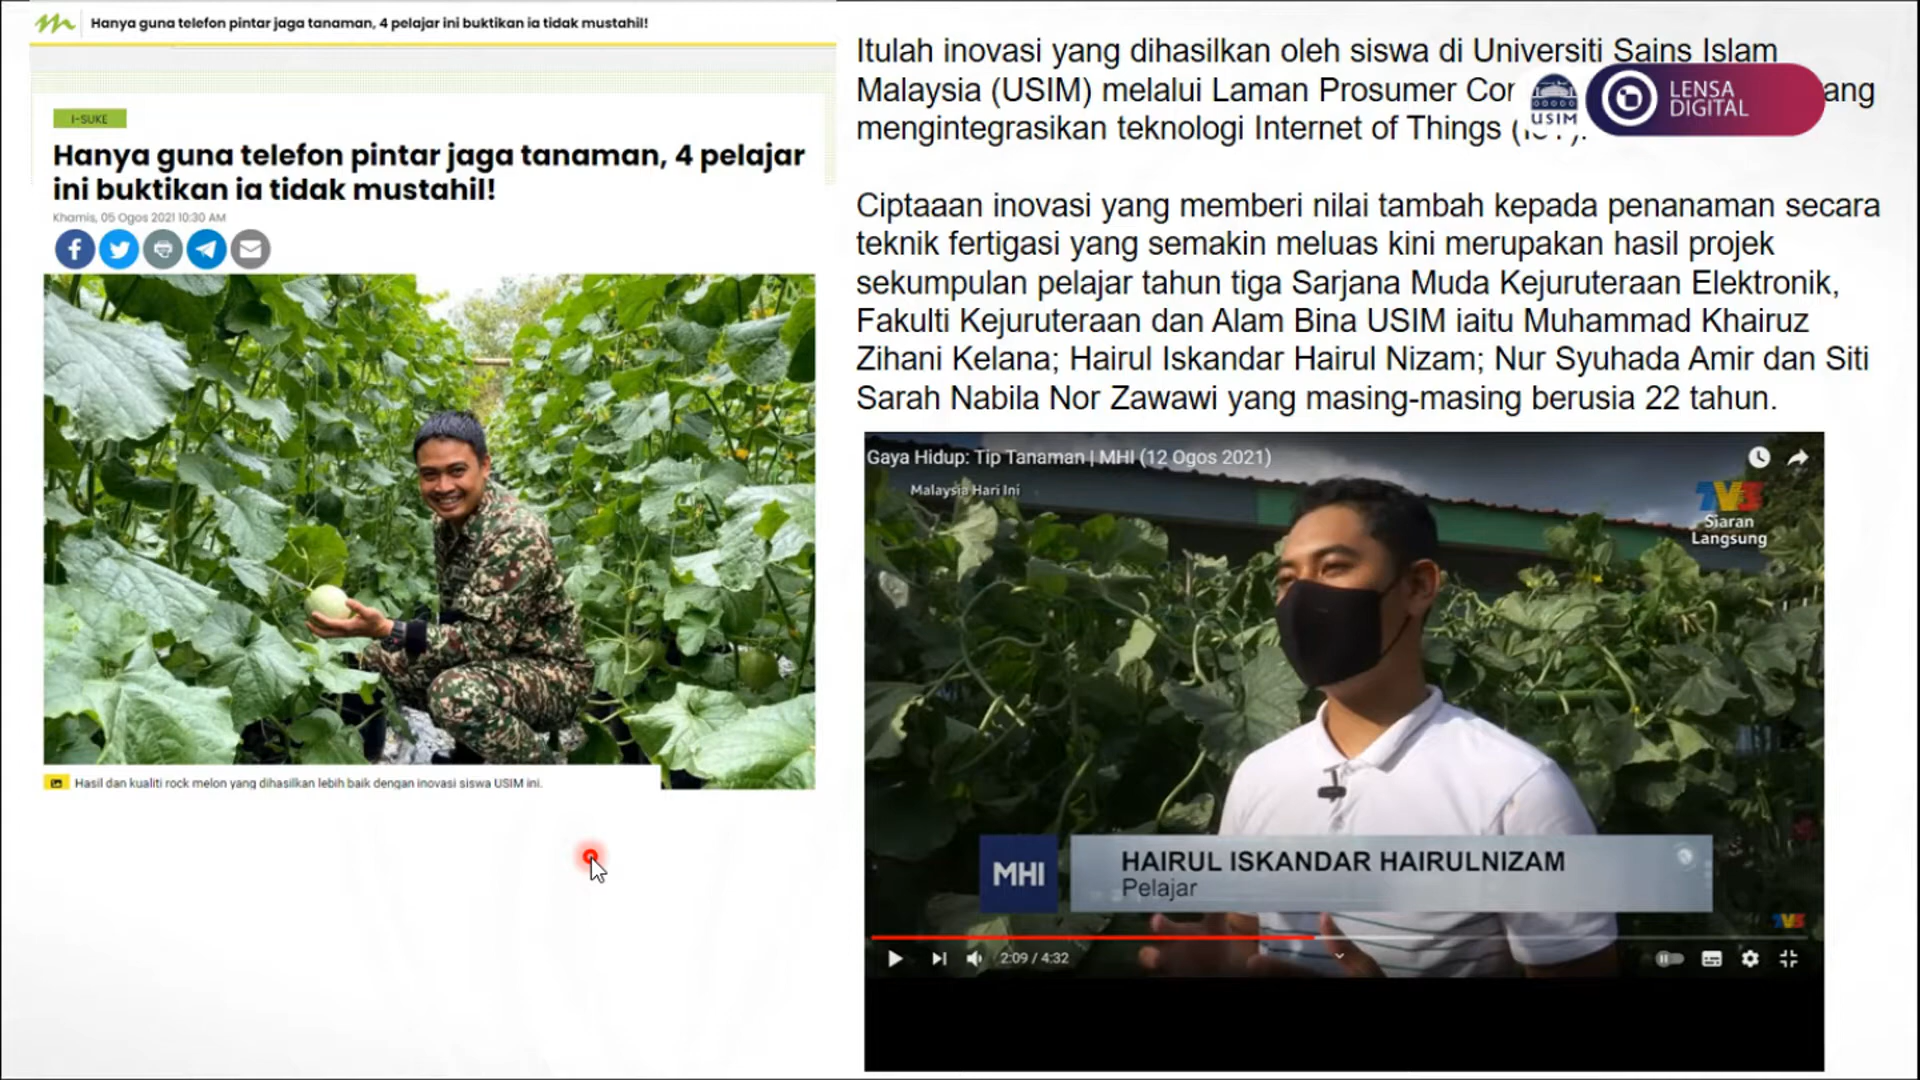 Hanya guna telefon pintar jaga tanaman, 4 pelajar ini buktikan ia tidak mustahil!
I-SUKE
Hanya guna telefon pintar jaga tanaman, 4 pelajar
ini buktikan ia tidak mustahil!
Khamis, 05 Ogos 2021 10:30 AM
Hasil dan kualiti rock melon yang dihasilkan lebih baik dengan inovasi siswa USIM ini.
Itulah inovasi yang dihasilkan oleh siswa di Universiti Sains Islam
Malaysia (USIM) melalui Laman Prosumer
mengintegrasikan teknologi Internet of Things
USIM
LENSA
DIGITAL
Ciptaaan inovasi yang memberi nilai tambah kepada penanaman secara
teknik fertigasi yang semakin meluas kini merupakan hasil projek
sekumpulan pelajar tahun tiga Sarjana Muda Kejuruteraan Elektronik,
Fakulti Kejuruteraan dan Alam Bina USIM iaitu Muhammad Khairuz
Zihani Kelana; Hairul Iskandar Hairul Nizam; Nur Syuhada Amir dan Siti
Sarah Nabila Nor Zawawi yang masing-masing berusia 22 tahun.
Gaya Hidup: Tip Tanaman | MHI (12 Ogos 2021)
Malaysia Hari Ini
TV3
Siaran
Langsung
MHI
HAIRUL ISKANDAR HAIRULNIZAM
Pelajar
TV3
2:09 / 4:32